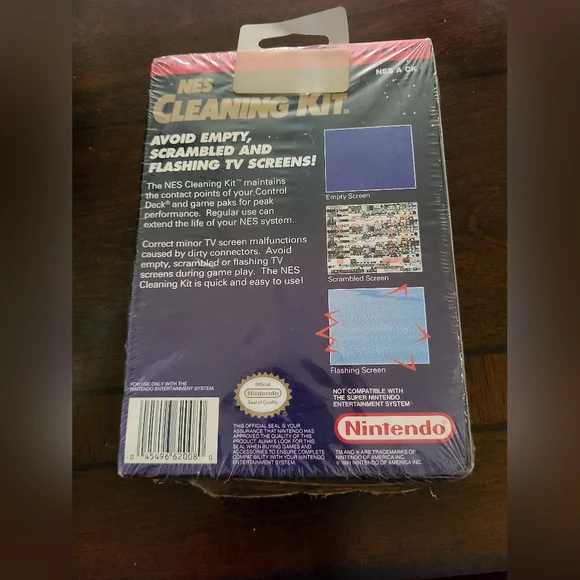 NES A CK
NES
CLEANING KIT™
AVOID EMPTY,
SCRAMBLED AND
FLASHING TV SCREENS!
The NES Cleaning Kit™ maintains
the contact points of your Control
Deck® and game paks for peak
performance. Regular use can
extend the life of your NES system.
Correct minor TV screen malfunctions
caused by dirty connectors. Avoid
empty, scrambled or flashing TV
screens during game play. The NES
Cleaning Kit is quick and easy to use!
Empty Screen
Scrambled Screen
Flashing Screen
FOR USE ONLY WITH THE
NINTENDO ENTERTAINMENT SYSTEM.
0 45496 62008 0
Official
Nintendo
Seal of Quality
THIS OFFICIAL SEAL IS YOUR
ASSURANCE THAT NINTENDO HAS
APPROVED THE QUALITY OF THIS
PRODUCT. ALWAYS LOOK FOR THIS
SEAL WHEN BUYING GAMES AND
ACCESSORIES TO ENSURE COMPLETE
COMPATIBILITY WITH YOUR NINTENDO
ENTERTAINMENT SYSTEM.
NOT COMPATIBLE WITH
THE SUPER NINTENDO
ENTERTAINMENT SYSTEM®
Nintendo®
TM AND ® ARE TRADEMARKS OF
NINTENDO OF AMERICA INC.
© 1991 NINTENDO OF AMERICA INC.